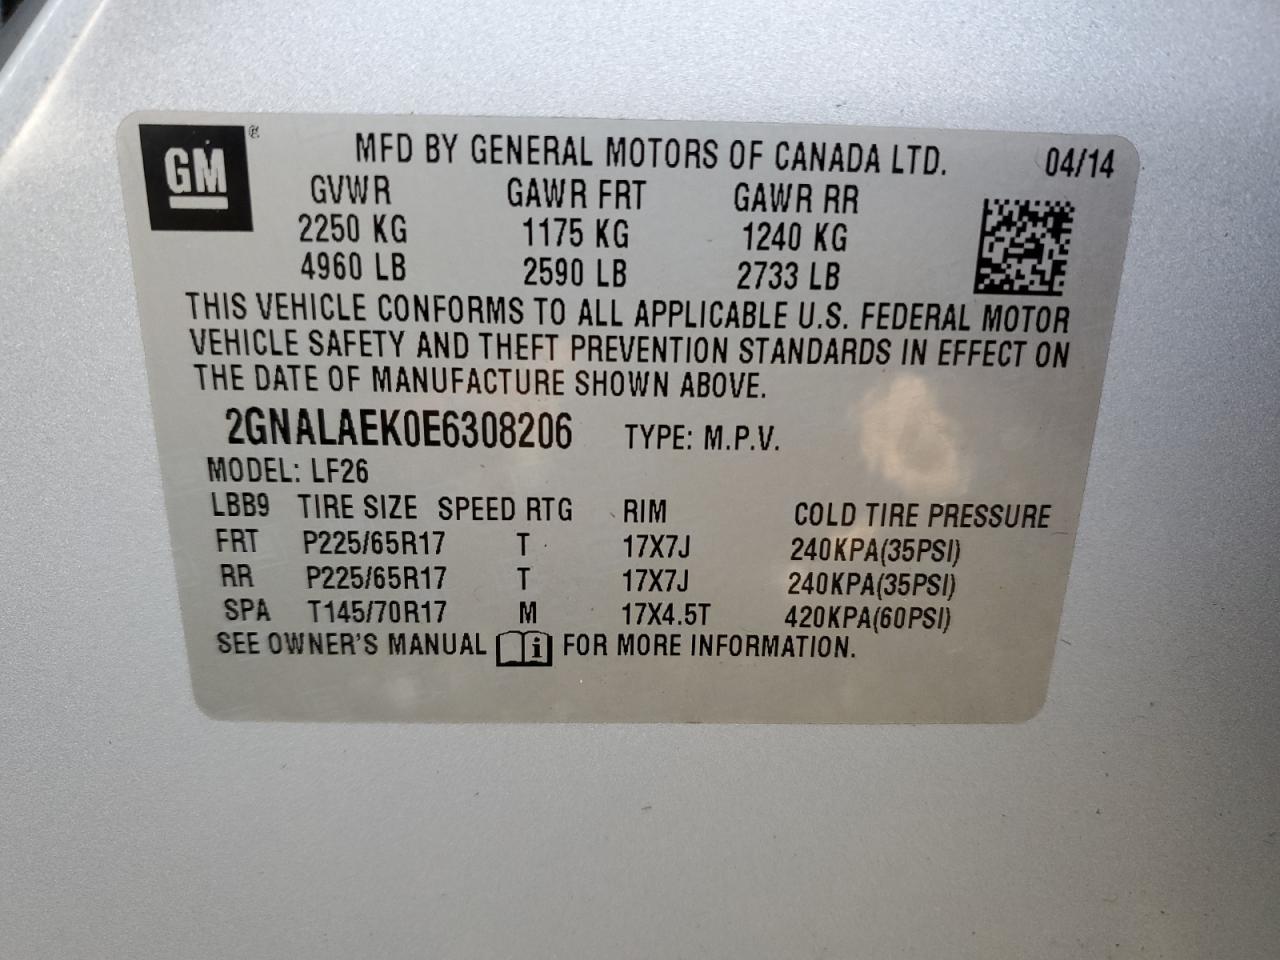 GM ®
MFD BY GENERAL MOTORS OF CANADA LTD. 04/14
GVWR GAWR FRT GAWR RR
2250 KG 1175 KG 1240 KG
4960 LB 2590 LB 2733 LB
THIS VEHICLE CONFORMS TO ALL APPLICABLE U.S. FEDERAL MOTOR
VEHICLE SAFETY AND THEFT PREVENTION STANDARDS IN EFFECT ON
THE DATE OF MANUFACTURE SHOWN ABOVE.
2GNALAEK0E6308206 TYPE: M.P.V.
MODEL: LF26
LBB9 TIRE SIZE SPEED RTG RIM COLD TIRE PRESSURE
FRT P225/65R17 T 17X7J 240KPA(35PSI)
RR P225/65R17 T 17X7J 240KPA(35PSI)
SPA T145/70R17 M 17X4.5T 420KPA(60PSI)
SEE OWNER'S MANUAL i FOR MORE INFORMATION.